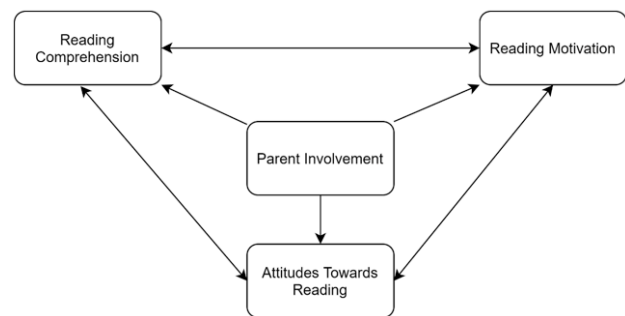 Reading
Comprehension
Reading Motivation
Parent Involvement
Attitudes Towards
Reading